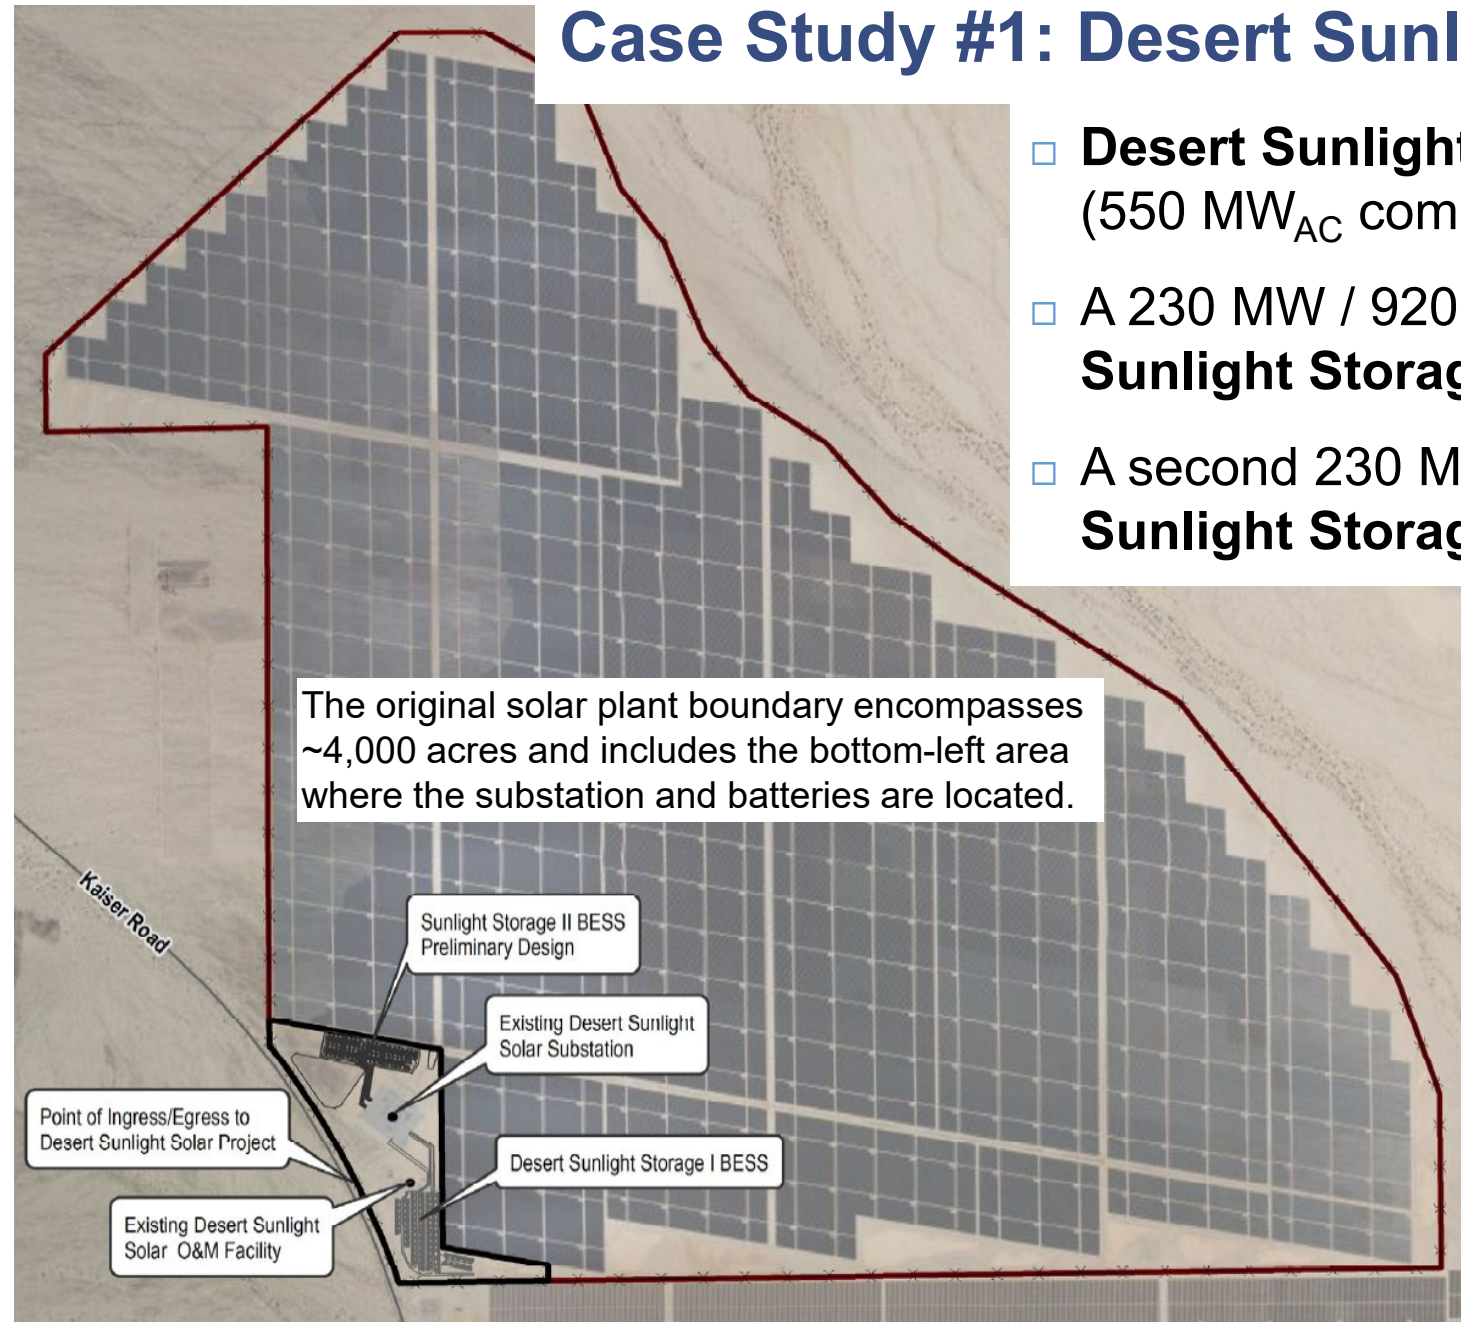 Case Study #1: Desert Sunl
Desert Sunlight
(550 MWAC com
A 230 MW / 920
Sunlight Storag
A second 230 M
Sunlight Storag
The original solar plant boundary encompasses
~4,000 acres and includes the bottom-left area
where the substation and batteries are located.
Kaiser Road
Sunlight Storage II BESS
Preliminary Design
Existing Desert Sunlight
Solar Substation
Point of Ingress/Egress to
Desert Sunlight Solar Project
Desert Sunlight Storage I BESS
Existing Desert Sunlight
Solar O&M Facility